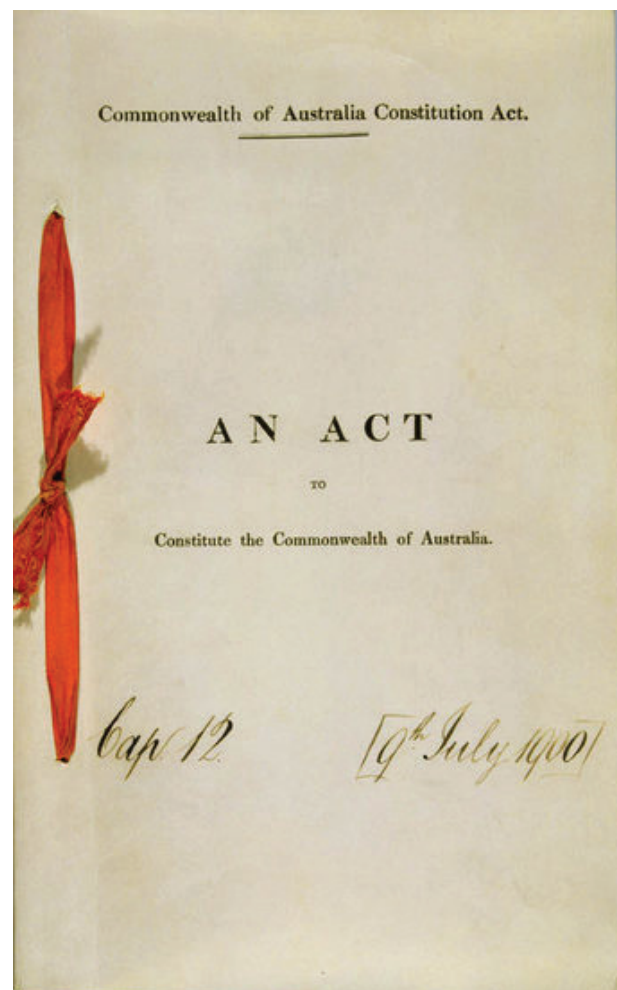 Commonwealth of Australia Constitution Act.
AN ACT
TO
Constitute the Commonwealth of Australia.
Cap. 12. [9th July 1900]